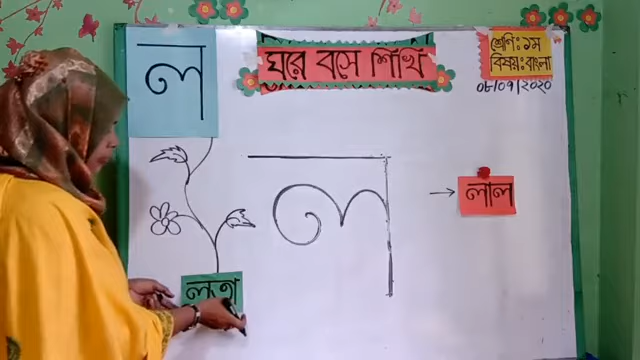 ল
ঘরে বসে শিখি
শ্রেণি: ১ম
বিষয়: বাংলা
০৮/০৭/২০২০
ল
লাল
লতা